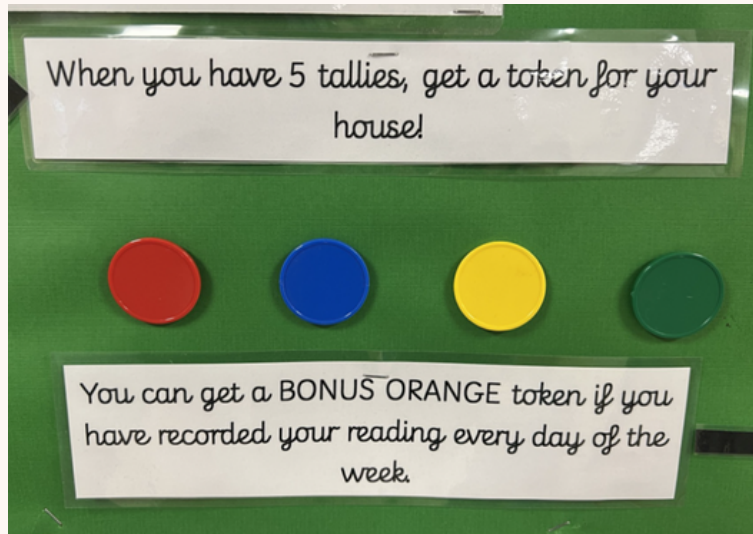 When you have 5 tallies, get a token for your
house!
You can get a BONUS ORANGE token if you
have recorded your reading every day of the
week.